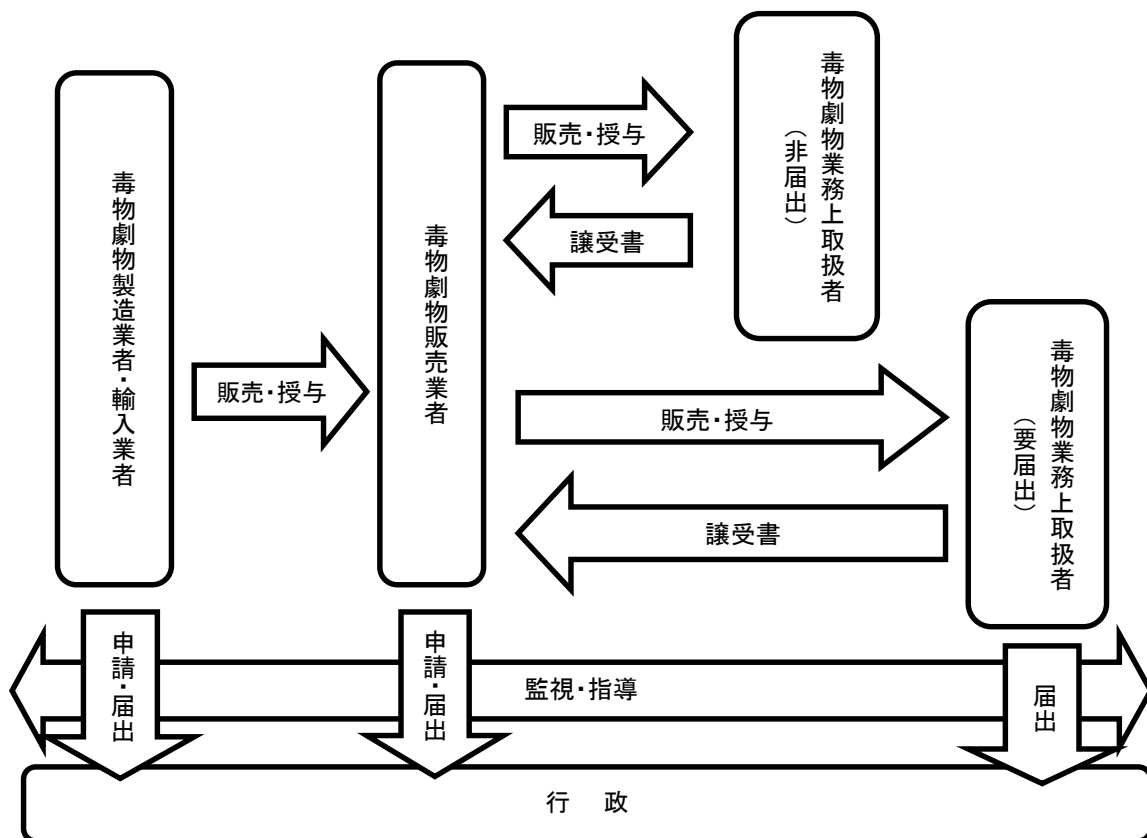 毒物劇物製造業者・輸入業者
販売・授与
毒物劇物販売業者
販売・授与
譲受書
毒物劇物業務上取扱者
（非届出）
販売・授与
譲受書
毒物劇物業務上取扱者
（要届出）
申請・届出
申請・届出
監視・指導
届出
行　政